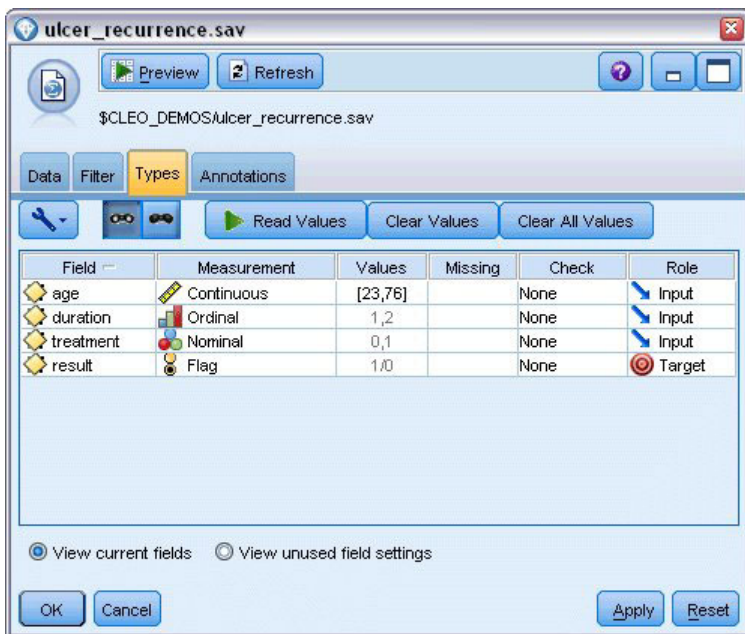 ulcer_recurrence.sav
Preview Refresh
$CLEO_DEMOS/ulcer_recurrence.sav
Data Filter Types Annotations
Read Values Clear Values Clear All Values
Field Measurement Values Missing Check Role
age Continuous [23,76] None Input
duration Ordinal 1,2 None Input
treatment Nominal 0,1 None Input
result Flag 1/0 None Target
View current fields View unused field settings
OK Cancel Apply Reset